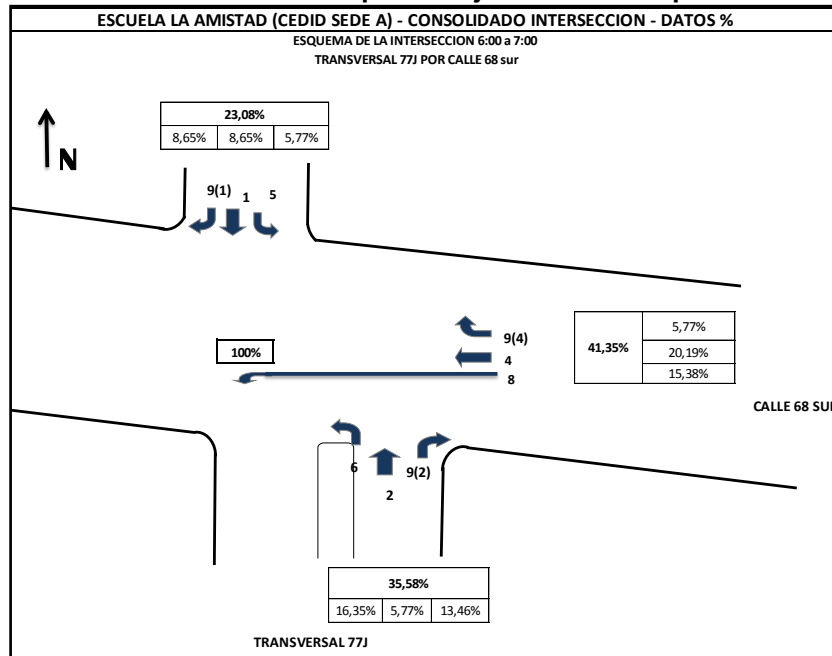 ESCUELA LA AMISTAD (CEDID SEDE A) - CONSOLIDADO INTERSECCION - DATOS %
ESQUEMA DE LA INTERSECCION 6:00 a 7:00
TRANSVERSAL 77J POR CALLE 68 sur
23,08%
8,65% 8,65% 5,77%
N
9(1) 1 5
9(4)
4
8
100%
41,35%
5,77%
20,19%
15,38%
CALLE 68 SUR
6
2
9(2)
35,58%
16,35% 5,77% 13,46%
TRANSVERSAL 77J